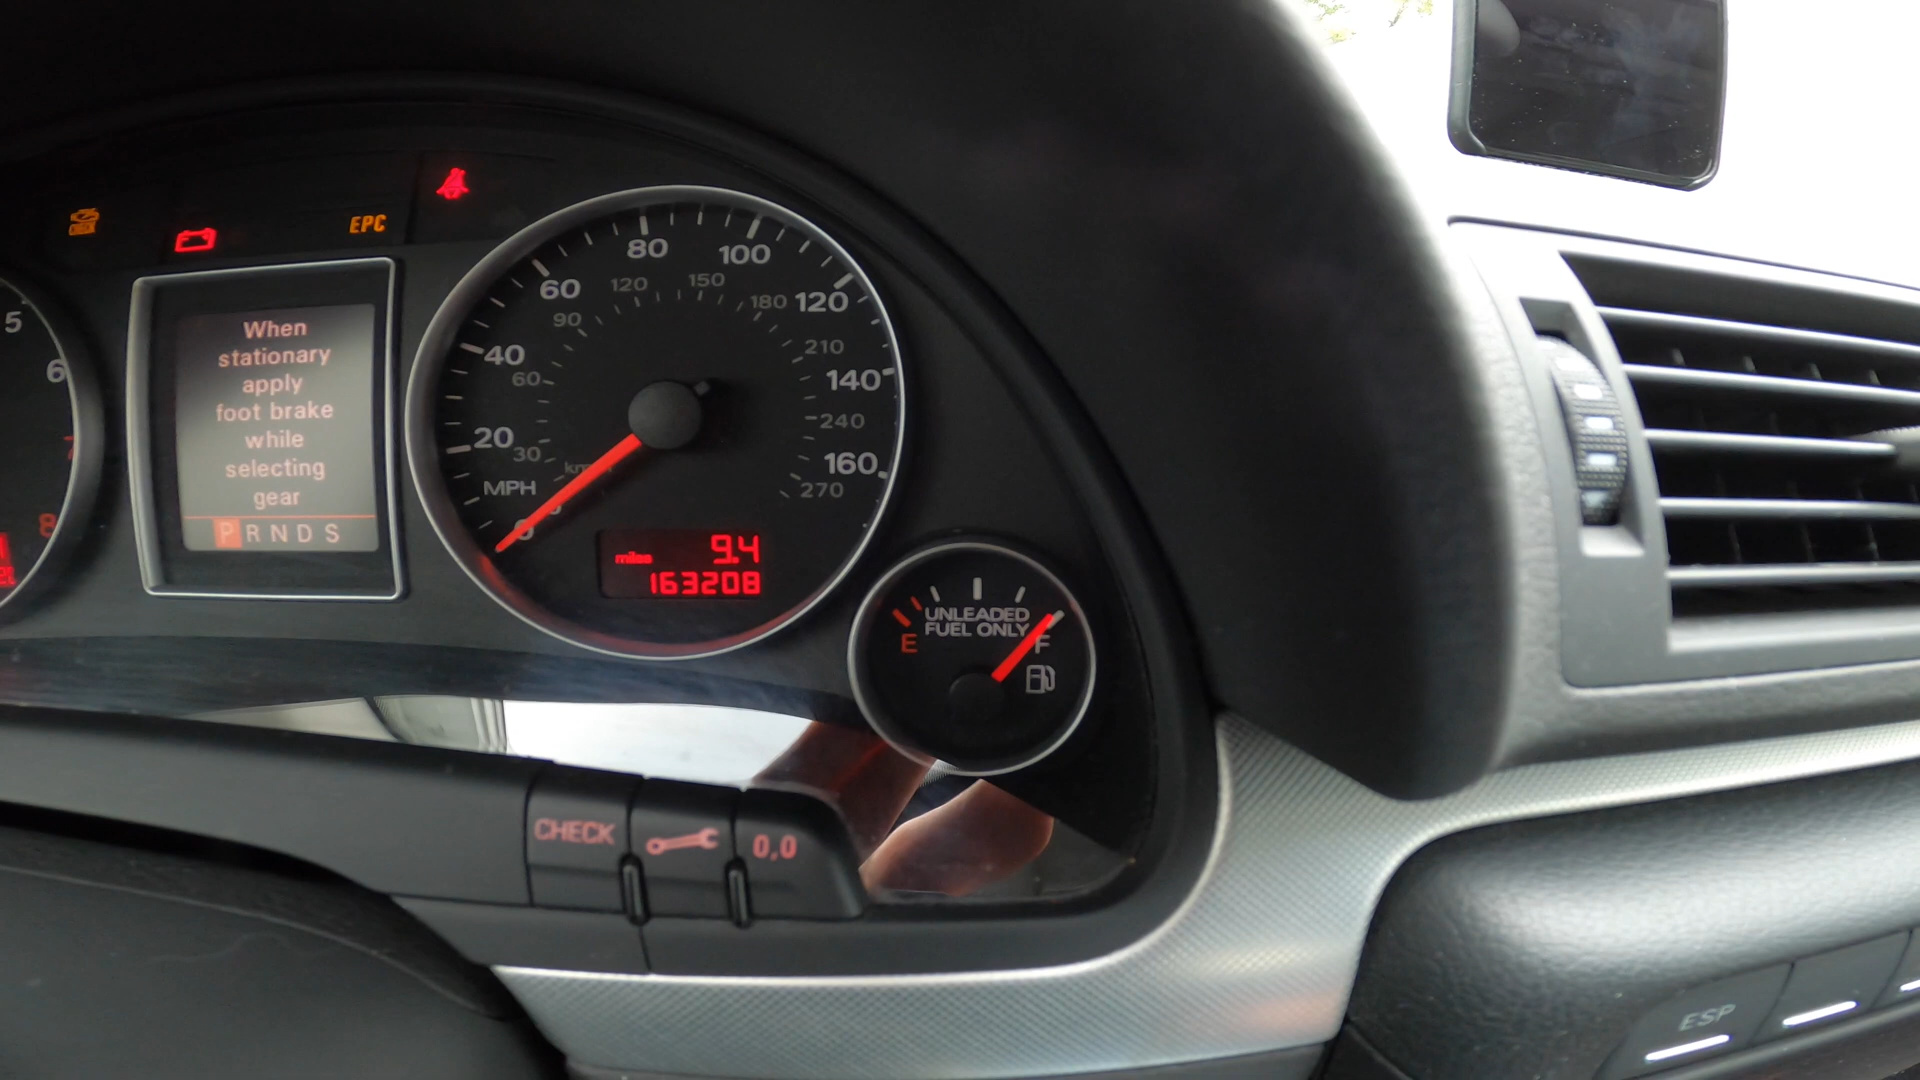 CHECK
EPC
5
6
7
8
When
stationary
apply
foot brake
while
selecting
gear
P R N D S
80
100
60
120
150
120
90
180
40
210
60
140
20
240
30
160
km/h
MPH
270
0
miles 9.4
163208
UNLEADED
FUEL ONLY
E
F
CHECK
0,0
ESP